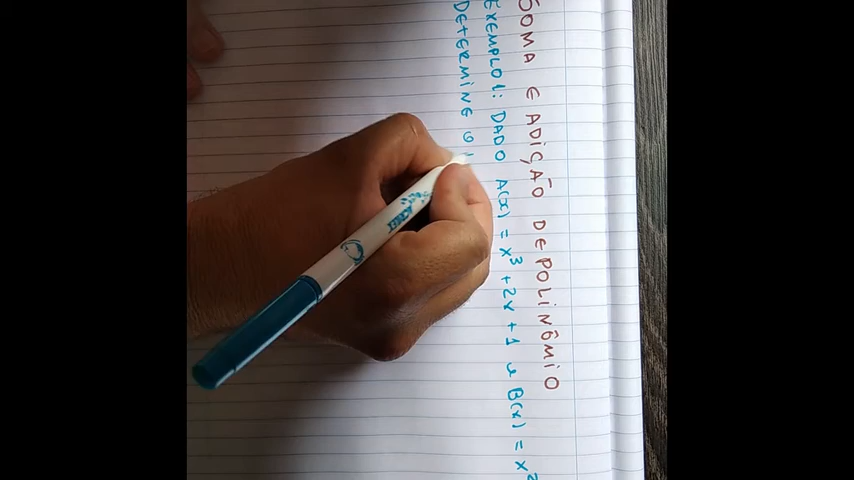 SOMA E ADIÇÃO DE POLINÔMIO
EXEMPLO 1: DADO A(x) = x³ + 2x + 1 e B(x) = x²
DETERMINE o